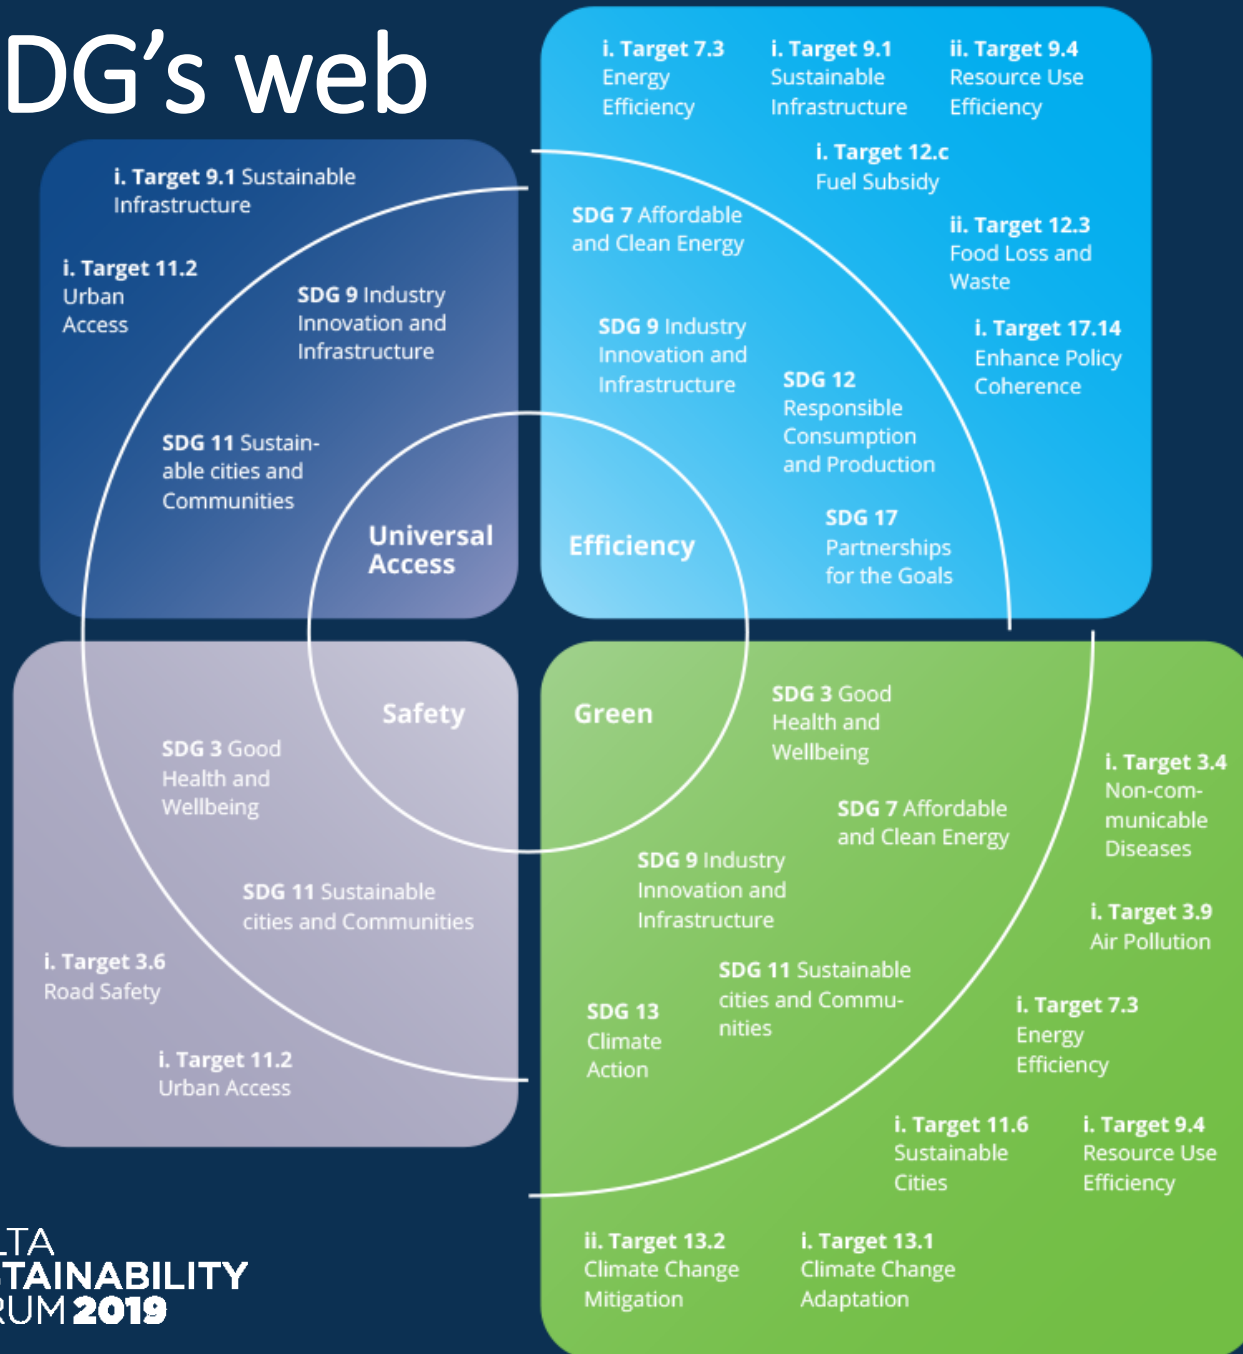 DG's web
i. Target 9.1 Sustainable
Infrastructure
i. Target 11.2
Urban
Access
SDG 9 Industry
Innovation and
Infrastructure
SDG 11 Sustain-
able cities and
Communities
Universal
Access
i. Target 7.3
Energy
Efficiency
i. Target 9.1
Sustainable
Infrastructure
ii. Target 9.4
Resource Use
Efficiency
i. Target 12.c
Fuel Subsidy
ii. Target 12.3
Food Loss and
Waste
i. Target 17.14
Enhance Policy
Coherence
SDG 7 Affordable
and Clean Energy
SDG 9 Industry
Innovation and
Infrastructure
SDG 12
Responsible
Consumption
and Production
SDG 17
Partnerships
for the Goals
Efficiency
Safety
SDG 3 Good
Health and
Wellbeing
SDG 11 Sustainable
cities and Communities
i. Target 3.6
Road Safety
i. Target 11.2
Urban Access
Green
SDG 3 Good
Health and
Wellbeing
SDG 7 Affordable
and Clean Energy
SDG 9 Industry
Innovation and
Infrastructure
SDG 11 Sustainable
cities and Commu-
nities
SDG 13
Climate
Action
i. Target 3.4
Non-com-
municable
Diseases
i. Target 3.9
Air Pollution
i. Target 7.3
Energy
Efficiency
i. Target 11.6
Sustainable
Cities
i. Target 9.4
Resource Use
Efficiency
ii. Target 13.2
Climate Change
Mitigation
i. Target 13.1
Climate Change
Adaptation
LTA
TAINABILITY
RUM 2019